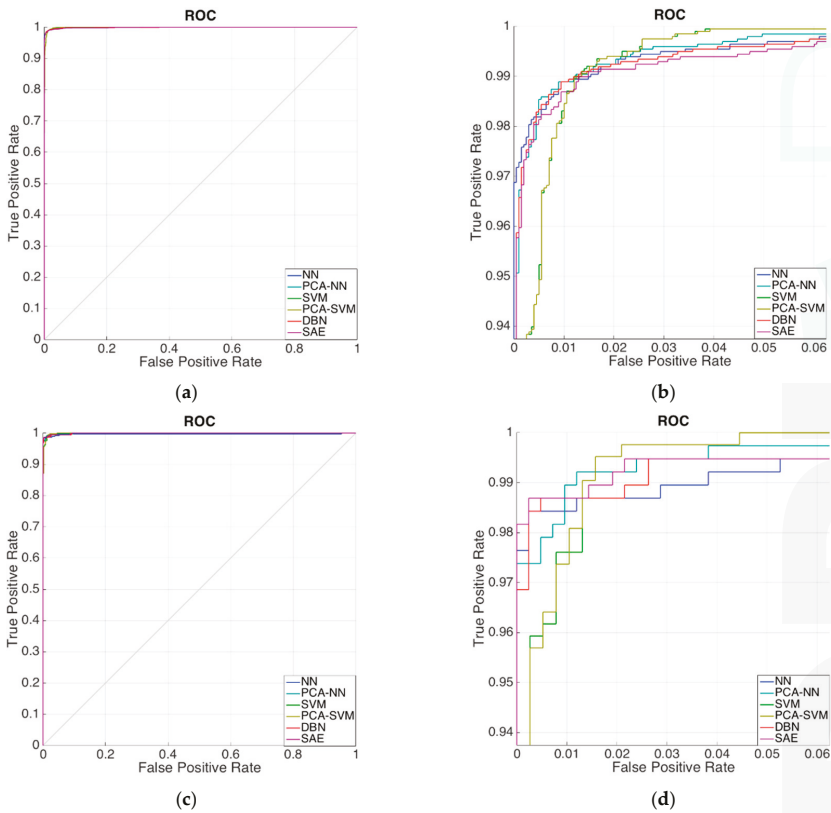 ROC
1
0.9
0.8
0.7
0.6
0.5
0.4
0.3
0.2
0.1
0
True Positive Rate
0 0.2 0.4 0.6 0.8 1
False Positive Rate
NN
PCA-NN
SVM
PCA-SVM
DBN
SAE
(a)
ROC
1
0.99
0.98
0.97
0.96
0.95
0.94
True Positive Rate
0 0.01 0.02 0.03 0.04 0.05 0.06
False Positive Rate
NN
PCA-NN
SVM
PCA-SVM
DBN
SAE
(b)
ROC
1
0.9
0.8
0.7
0.6
0.5
0.4
0.3
0.2
0.1
0
True Positive Rate
0 0.2 0.4 0.6 0.8 1
False Positive Rate
NN
PCA-NN
SVM
PCA-SVM
DBN
SAE
(c)
ROC
1
0.99
0.98
0.97
0.96
0.95
0.94
True Positive Rate
0 0.01 0.02 0.03 0.04 0.05 0.06
False Positive Rate
NN
PCA-NN
SVM
PCA-SVM
DBN
SAE
(d)